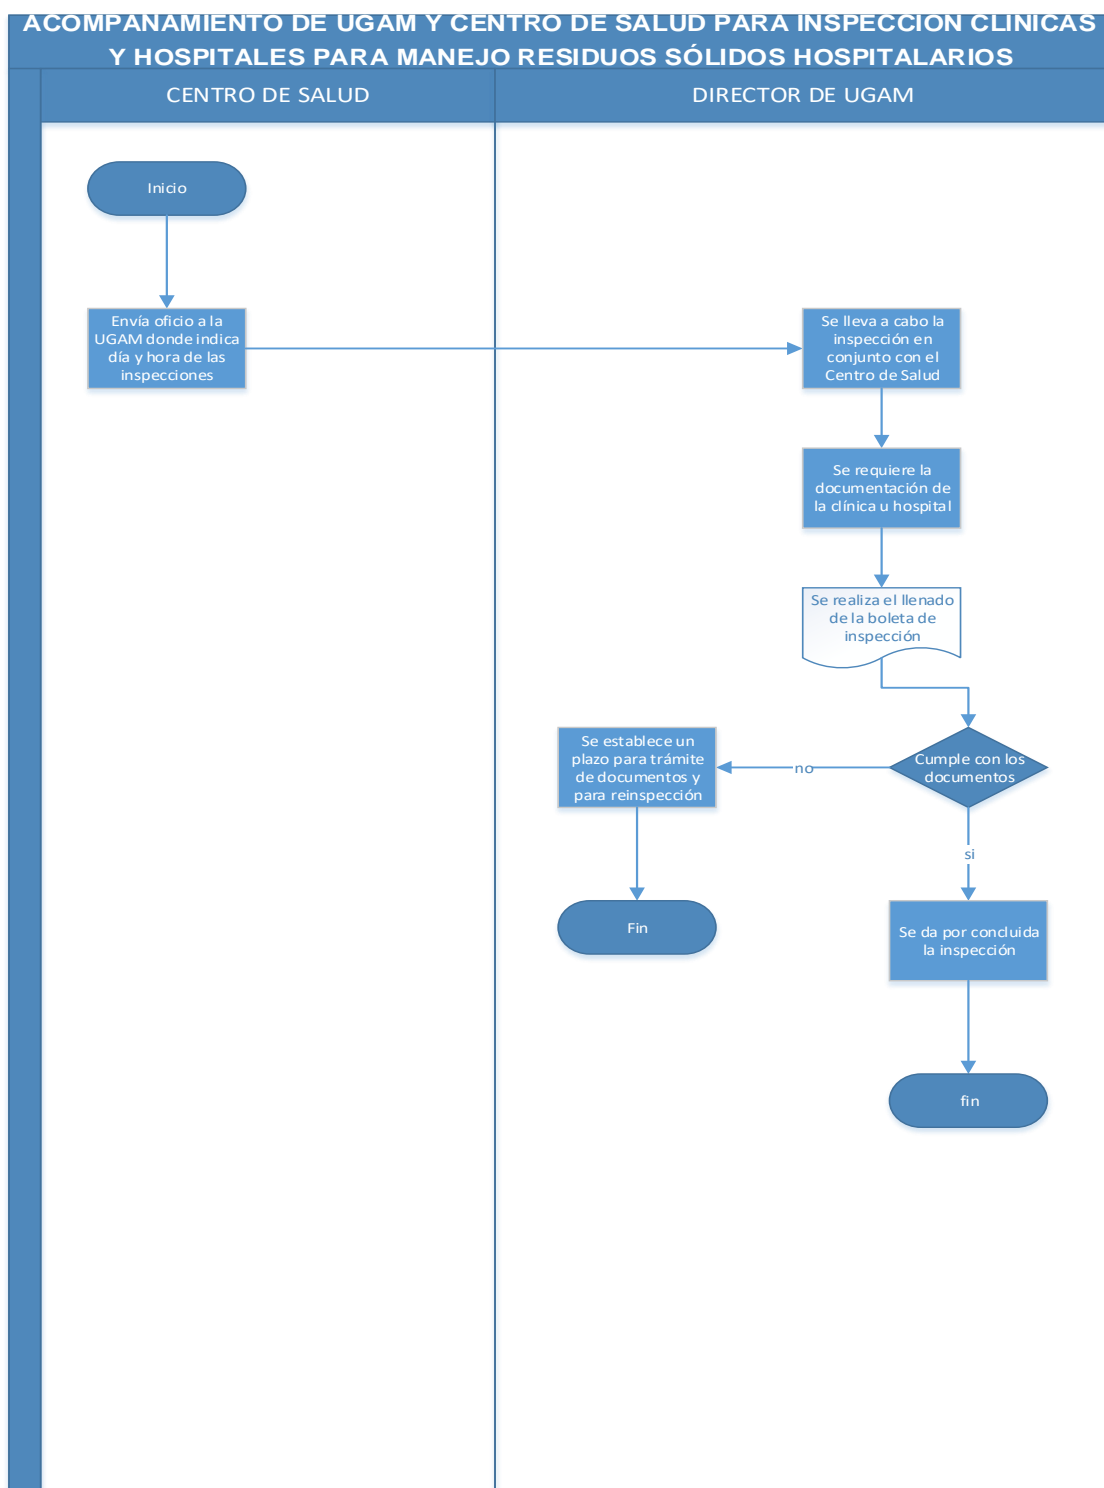 ACOMPAÑAMIENTO DE UGAM Y CENTRO DE SALUD PARA INSPECCIÓN CLÍNICAS
Y HOSPITALES PARA MANEJO RESIDUOS SÓLIDOS HOSPITALARIOS
CENTRO DE SALUD
DIRECTOR DE UGAM
Inicio
Envía oficio a la
UGAM donde indica
día y hora de las
inspecciones
Se lleva a cabo la
inspección en
conjunto con el
Centro de Salud
Se requiere la
documentación de
la clínica u hospital
Se realiza el llenado
de la boleta de
inspección
Cumple con los
documentos
no
Se establece un
plazo para trámite
de documentos y
para reinspección
Fin
si
Se da por concluida
la inspección
fin